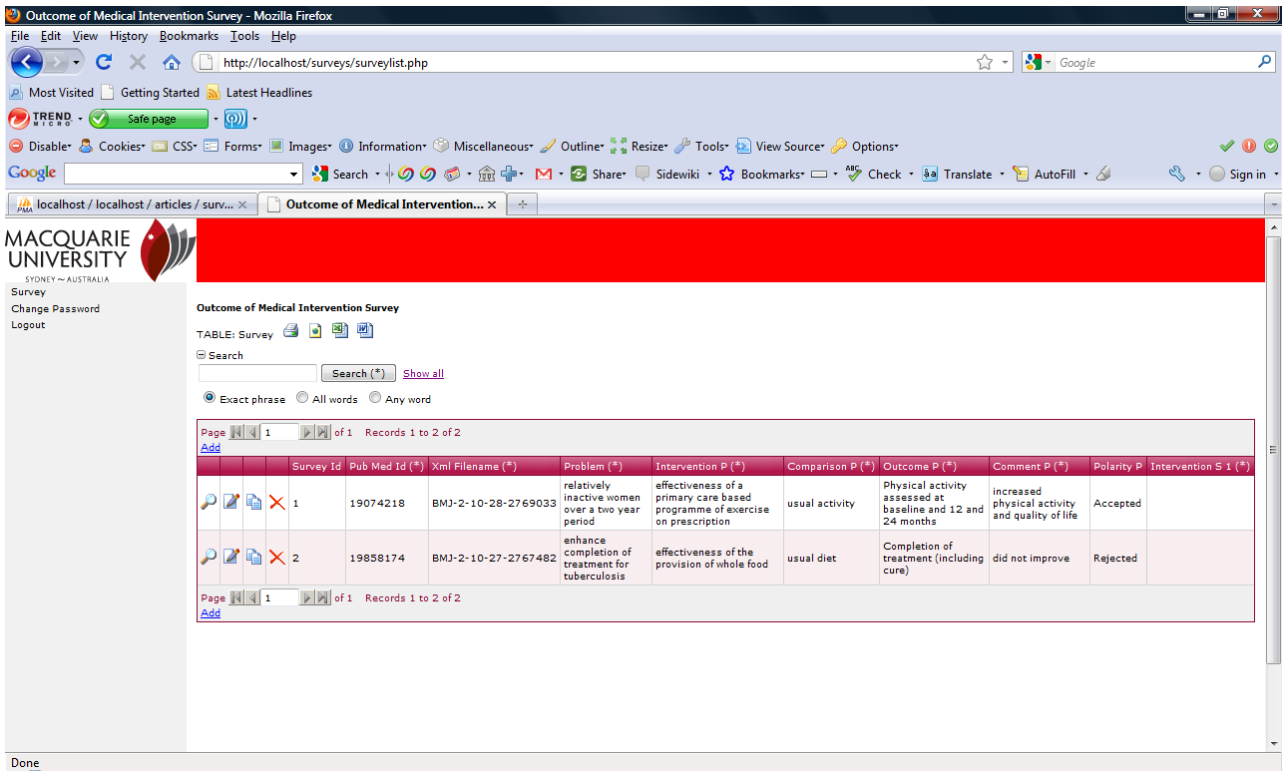 Outcome of Medical Intervention Survey - Mozilla Firefox
File Edit View History Bookmarks Tools Help
http://localhost/surveys/surveylist.php
Google
Most Visited Getting Started Latest Headlines
TREND MICRO Safe page
Disable Cookies CSS Forms Images Information Miscellaneous Outline Resize Tools View Source Options
Google Search Share Sidewiki Bookmarks Check Translate AutoFill Sign in
localhost / localhost / articles / surv... Outcome of Medical Intervention...
MACQUARIE
UNIVERSITY
SYDNEY ~ AUSTRALIA
Survey
Change Password
Logout
Outcome of Medical Intervention Survey
TABLE: Survey
Search
Search (*) Show all
Exact phrase All words Any word
Page 1 of 1 Records 1 to 2 of 2
Add
Survey Id Pub Med Id (*) Xml Filename (*) Problem (*) Intervention P (*) Comparison P (*) Outcome P (*) Comment P (*) Polarity P Intervention S 1 (*)
1 19074218 BMJ-2-10-28-2769033 relatively inactive women over a two year period effectiveness of a primary care based programme of exercise on prescription usual activity Physical activity assessed at baseline and 12 and 24 months increased physical activity and quality of life Accepted
2 19858174 BMJ-2-10-27-2767482 enhance completion of treatment for tuberculosis effectiveness of the provision of whole food usual diet Completion of treatment (including cure) did not improve Rejected
Page 1 of 1 Records 1 to 2 of 2
Add
Done